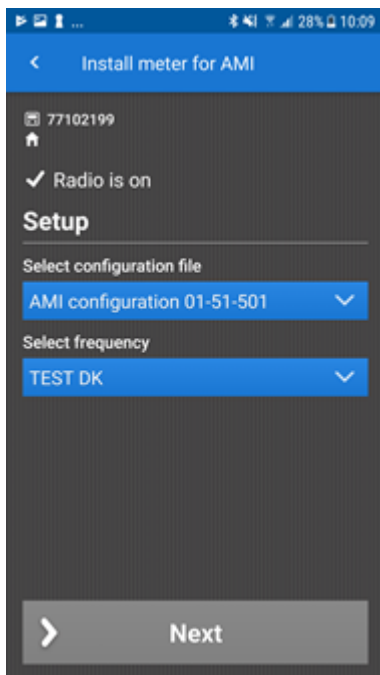 ... 28% 10:09
Install meter for AMI
77102199
Radio is on
Setup
Select configuration file
AMI configuration 01-51-501
Select frequency
TEST DK
Next